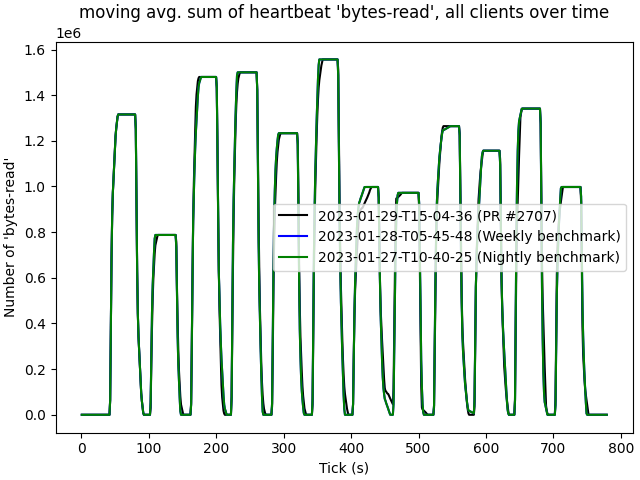 moving avg. sum of heartbeat 'bytes-read', all clients over time
1e6
1.6
1.4
1.2
1.0
0.8
0.6
0.4
0.2
0.0
Number of 'bytes-read'
2023-01-29-T15-04-36 (PR #2707)
2023-01-28-T05-45-48 (Weekly benchmark)
2023-01-27-T10-40-25 (Nightly benchmark)
0 100 200 300 400 500 600 700 800
Tick (s)